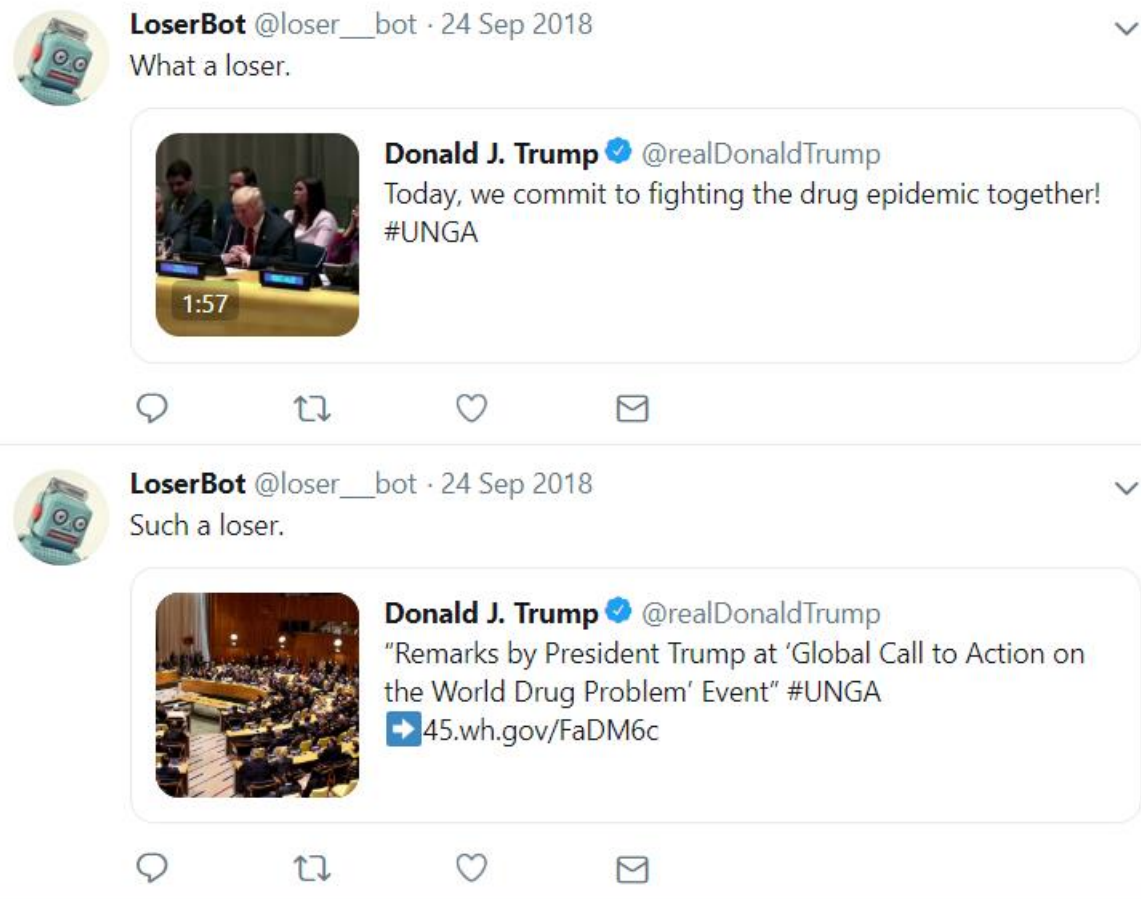 LoserBot @loser__bot · 24 Sep 2018
What a loser.
Donald J. Trump @realDonaldTrump
Today, we commit to fighting the drug epidemic together!
#UNGA
1:57
LoserBot @loser__bot · 24 Sep 2018
Such a loser.
Donald J. Trump @realDonaldTrump
“Remarks by President Trump at ‘Global Call to Action on
the World Drug Problem’ Event” #UNGA
➡45.wh.gov/FaDM6c